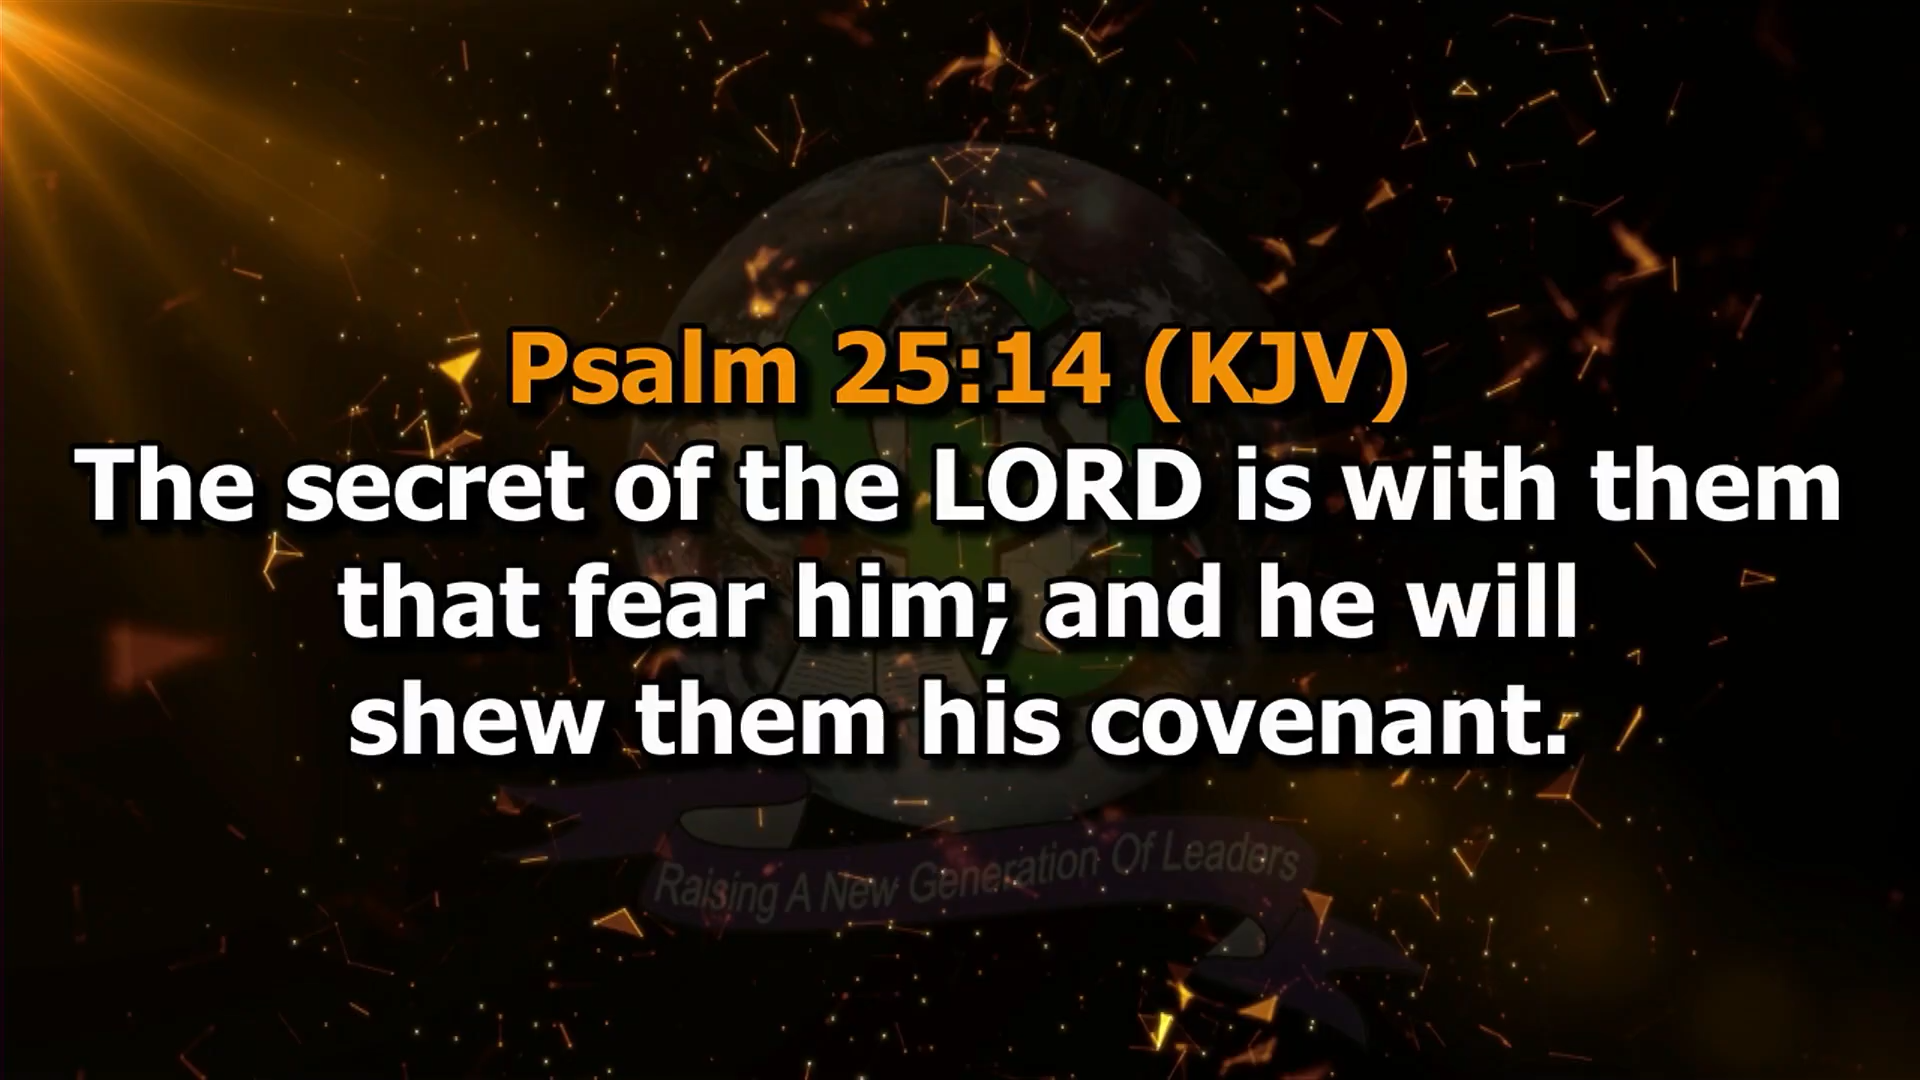 Psalm 25:14 (KJV)
The secret of the LORD is with them
that fear him; and he will
shew them his covenant.
Raising A New Generation Of Leaders